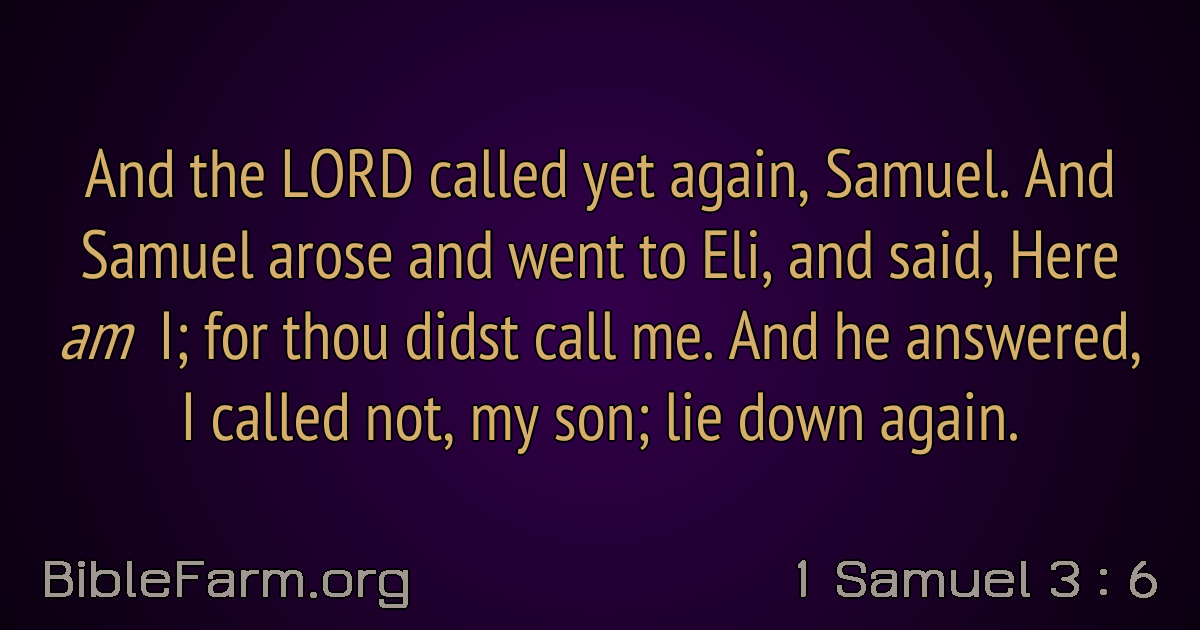 And the LORD called yet again, Samuel. And
Samuel arose and went to Eli, and said, Here
am I; for thou didst call me. And he answered,
I called not, my son; lie down again.
BibleFarm.org
1 Samuel 3 : 6